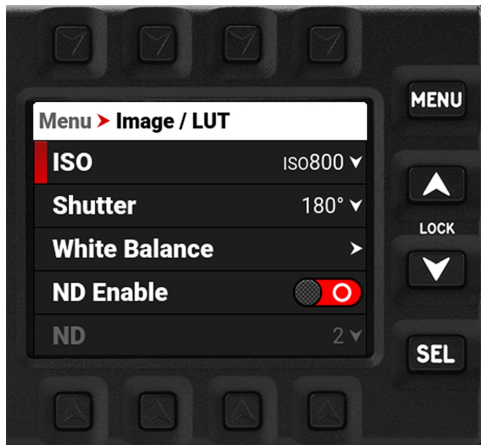 MENU
Menu > Image / LUT
ISO ISO800
Shutter 180°
LOCK
White Balance >
ND Enable
ND 2
SEL